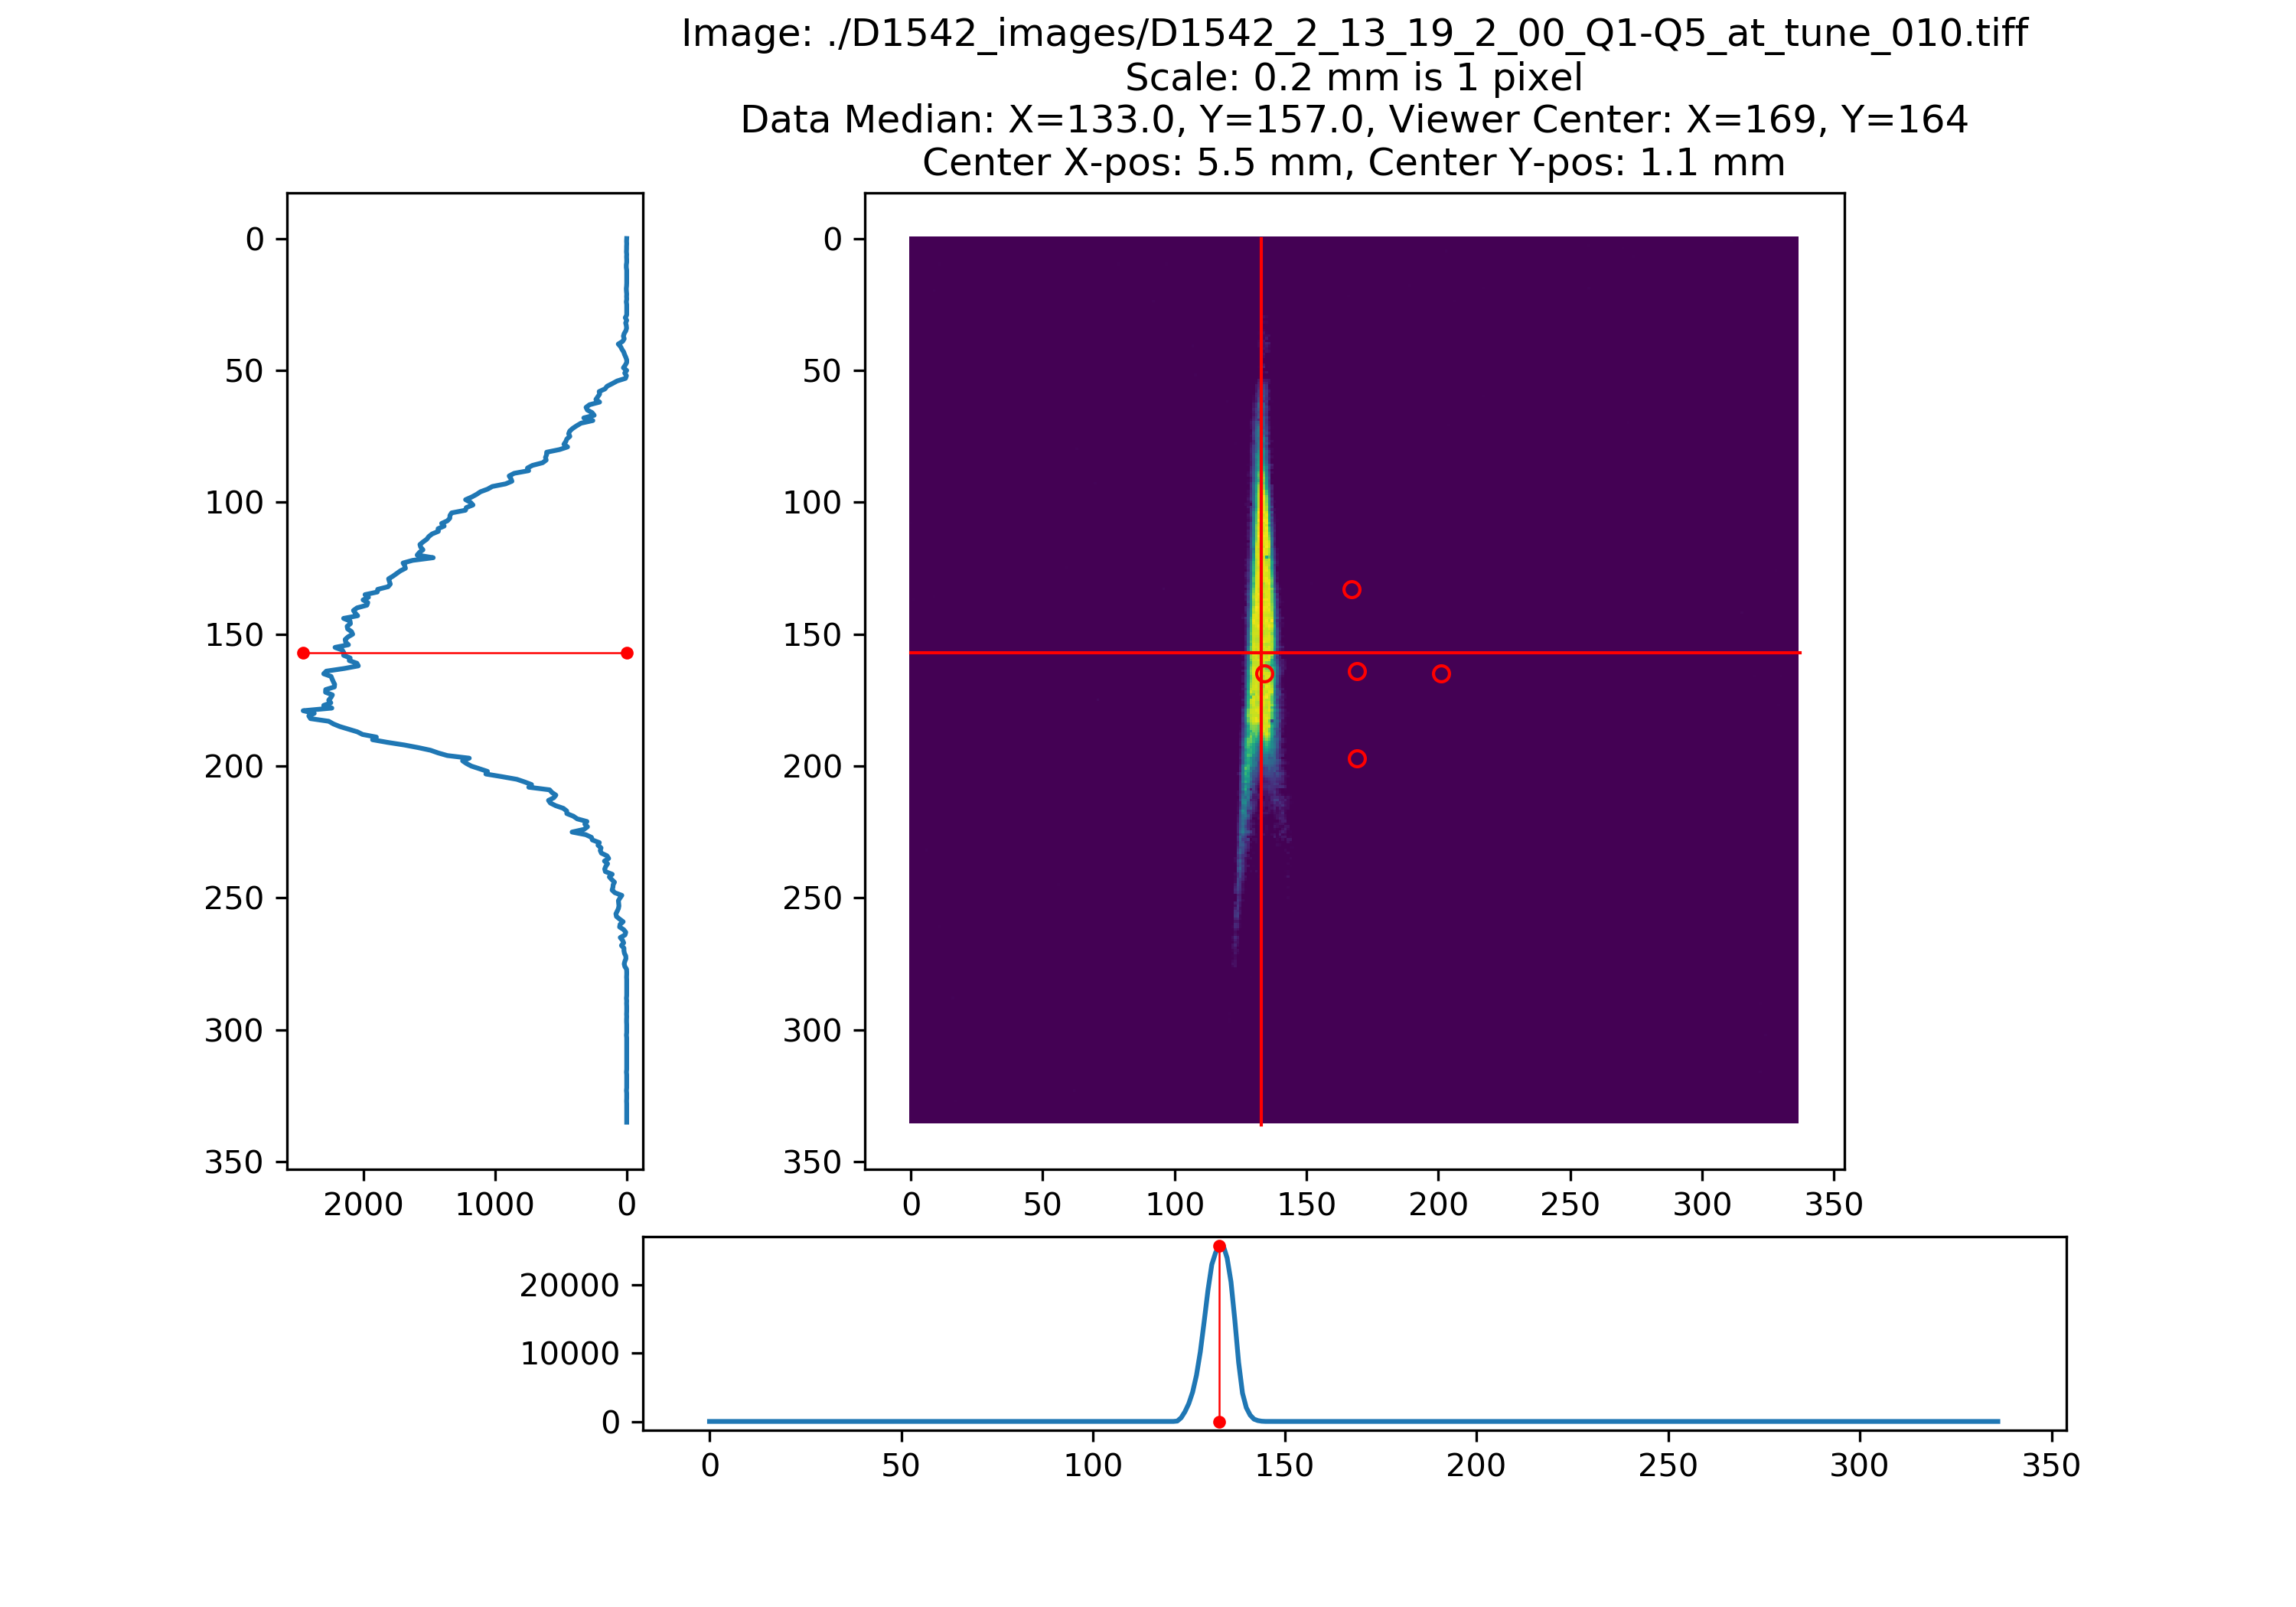 Image: ./D1542_images/D1542_2_13_19_2_00_Q1-Q5_at_tune_010.tiff
Scale: 0.2 mm is 1 pixel
Data Median: X=133.0, Y=157.0, Viewer Center: X=169, Y=164
Center X-pos: 5.5 mm, Center Y-pos: 1.1 mm
0
50
100
150
200
250
300
350
2000 1000 0
0
50
100
150
200
250
300
350
0 50 100 150 200 250 300 350
20000
10000
0
0 50 100 150 200 250 300 350